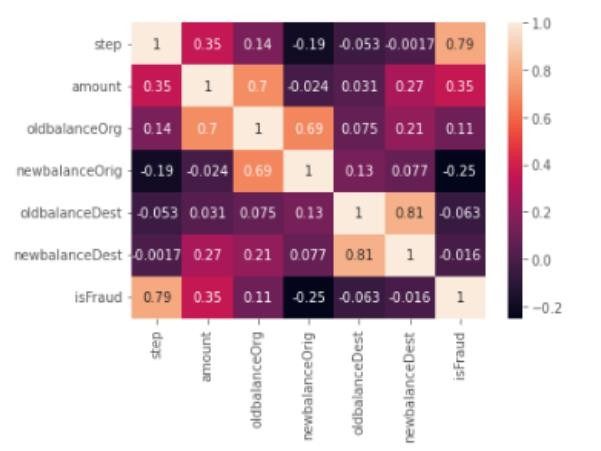 step 1 0.35 0.14 -0.19 -0.053 -0.0017 0.79
amount 0.35 1 0.7 -0.024 0.031 0.27 0.35
oldbalanceOrg 0.14 0.7 1 0.69 0.075 0.21 0.11
newbalanceOrig -0.19 -0.024 0.69 1 0.13 0.077 -0.25
oldbalanceDest -0.053 0.031 0.075 0.13 1 0.81 -0.063
newbalanceDest -0.0017 0.27 0.21 0.077 0.81 1 -0.016
isFraud 0.79 0.35 0.11 -0.25 -0.063 -0.016 1
step
amount
oldbalanceOrg
newbalanceOrig
oldbalanceDest
newbalanceDest
isFraud
1.0
0.8
0.6
0.4
0.2
0.0
-0.2